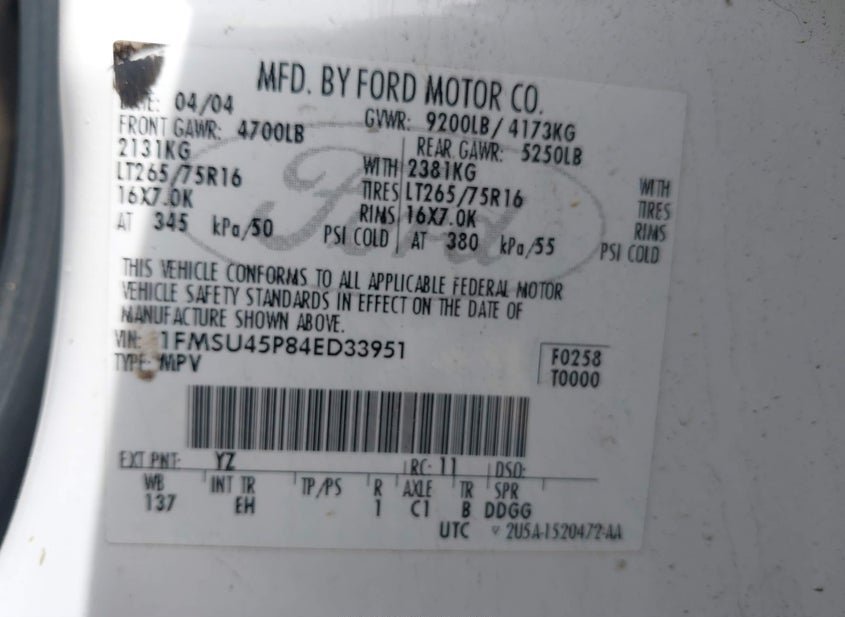 MFD. BY FORD MOTOR CO.
DATE: 04/04 GVWR: 9200LB / 4173KG
FRONT GAWR: 4700LB REAR GAWR: 5250LB
2131KG WITH 2381KG WITH
LT265/75R16 TIRES LT265/75R16 TIRES
16X7.0K RIMS 16X7.0K RIMS
AT 345 kPa/50 PSI COLD AT 380 kPa/55 PSI COLD
Ford
THIS VEHICLE CONFORMS TO ALL APPLICABLE FEDERAL MOTOR
VEHICLE SAFETY STANDARDS IN EFFECT ON THE DATE OF
MANUFACTURE SHOWN ABOVE.
VIN: 1FMSU45P84ED33951
TYPE: MPV
F0258
T0000
EXT PNT: YZ RC: 11 DSO:
WB INT TR TP/PS R AXLE TR SPR
137 EH 1 C1 B DDGG
UTC 2U5A-1520472-AA